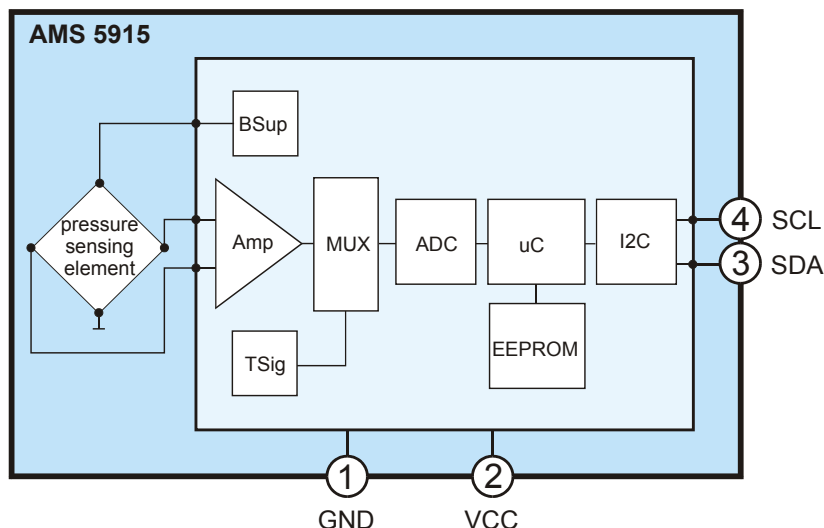 AMS 5915
BSup
pressure
sensing
element
Amp
MUX
ADC
uC
I2C
4 SCL
3 SDA
TSig
EEPROM
1
2
GND
VCC